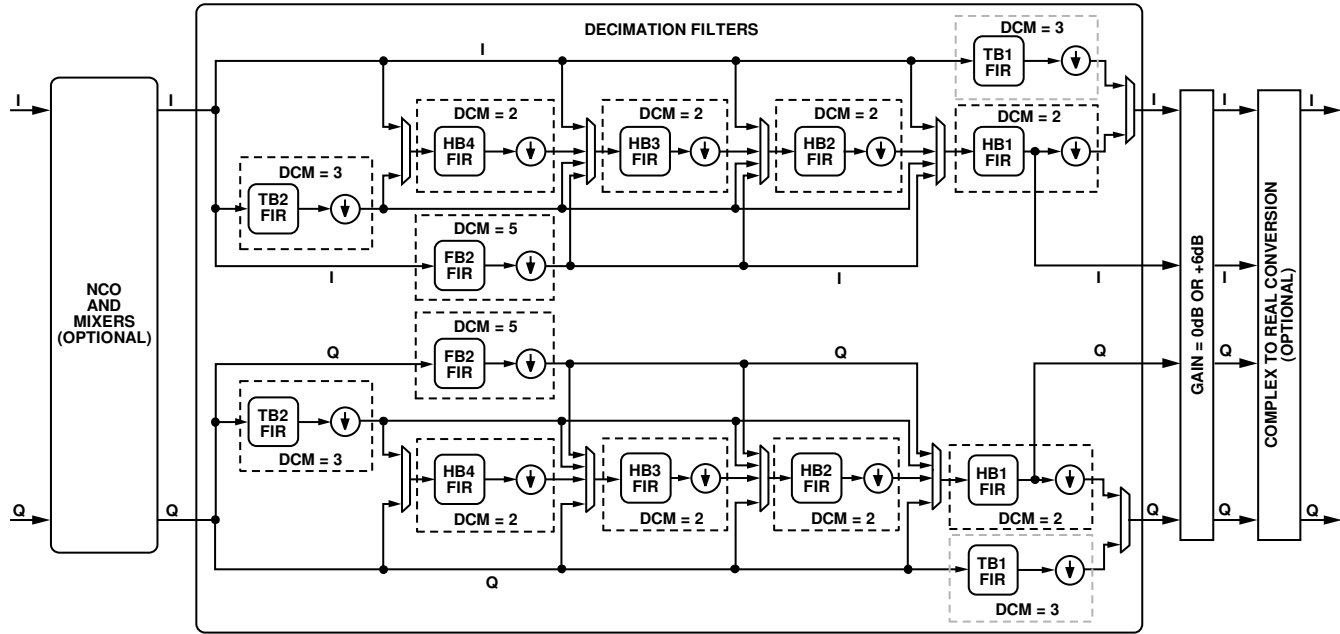 DECIMATION FILTERS
I
DCM = 3
TB1
FIR
I
I
I
I
I
DCM = 2
HB4
FIR
DCM = 2
HB3
FIR
DCM = 2
HB2
FIR
DCM = 2
HB1
FIR
DCM = 3
TB2
FIR
DCM = 5
FB2
FIR
I
I
I
I
NCO
AND
MIXERS
(OPTIONAL)
GAIN = 0dB OR +6dB
COMPLEX TO REAL CONVERSION
(OPTIONAL)
DCM = 5
FB2
FIR
Q
Q
Q
Q
TB2
FIR
DCM = 3
HB4
FIR
DCM = 2
HB3
FIR
DCM = 2
HB2
FIR
DCM = 2
HB1
FIR
DCM = 2
Q
Q
Q
Q
Q
Q
TB1
FIR
DCM = 3